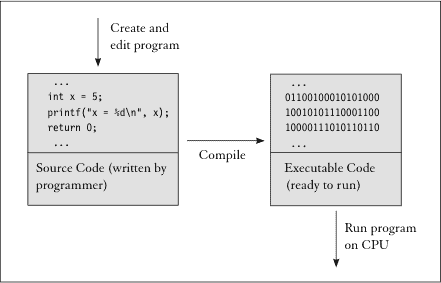 Create and
edit program
...
int x = 5;
printf("x = %d\n", x);
return 0;
...
Source Code (written by
programmer)
Compile
...
01100100010101000
10010101110001100
10000111010110110
...
Executable Code
(ready to run)
Run program
on CPU